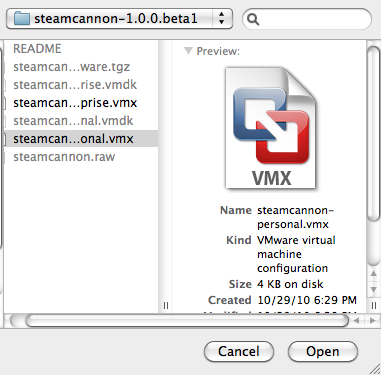 steamcannon-1.0.0.beta1
README
steamcan...ware.tgz
steamcan...rise.vmdk
steamcan...prise.vmx
steamcan...nal.vmdk
steamcan...onal.vmx
steamcannon.raw
Preview:
VMX
Name steamcannon-
personal.vmx
Kind VMware virtual
machine
configuration
Size 4 KB on disk
Created 10/29/10 6:29 PM
Cancel Open